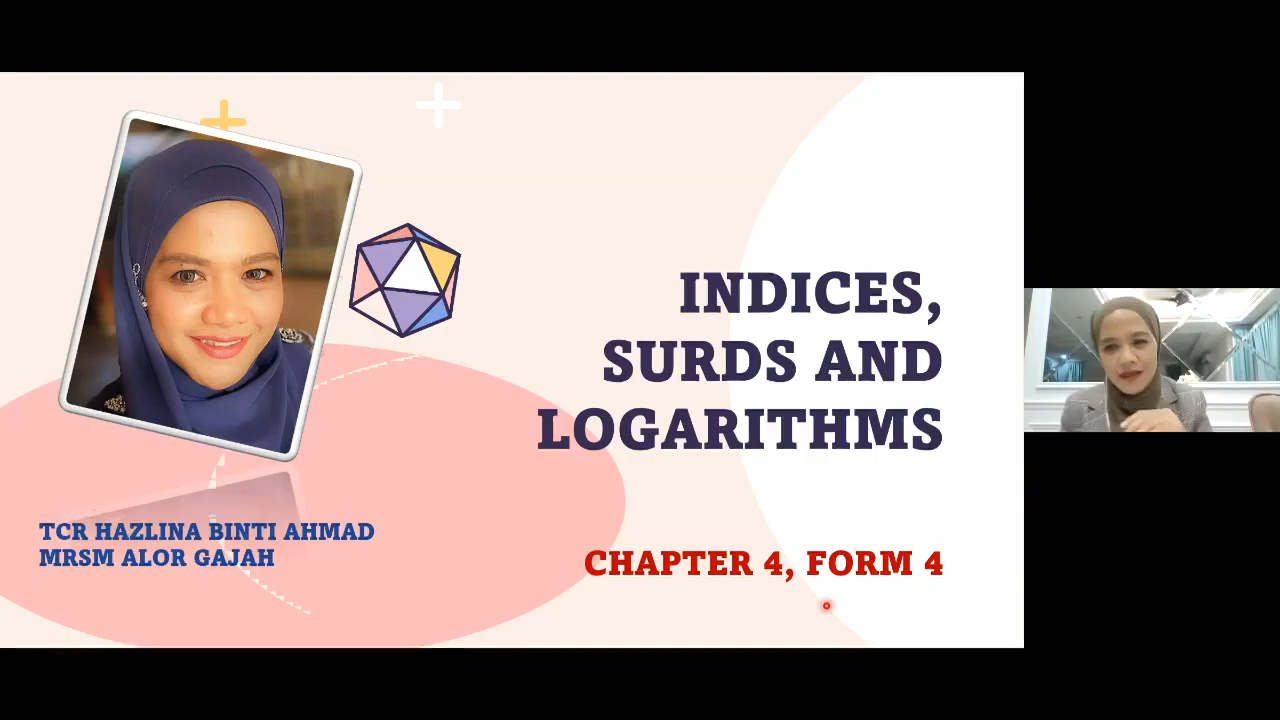 INDICES,
SURDS AND
LOGARITHMS
TCR HAZLINA BINTI AHMAD
MRSM ALOR GAJAH
CHAPTER 4, FORM 4